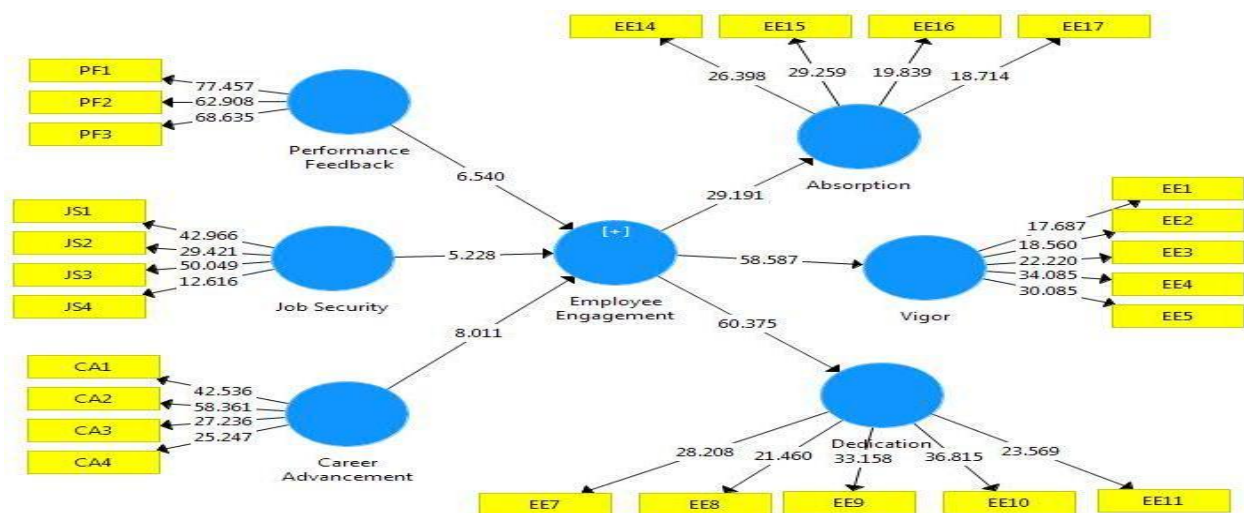 EE14
EE15
EE16
EE17
26.398
29.259
19.839
18.714
Absorption
PF1
PF2
PF3
77.457
62.908
68.635
Performance
Feedback
6.540
29.191
JS1
JS2
JS3
JS4
42.966
29.421
50.049
12.616
Job Security
5.228
[+]
Employee
Engagement
58.587
Vigor
17.687
18.560
22.220
34.085
30.085
EE1
EE2
EE3
EE4
EE5
8.011
60.375
CA1
CA2
CA3
CA4
42.536
58.361
27.236
25.247
Career
Advancement
Dedication
28.208
21.460
33.158
36.815
23.569
EE7
EE8
EE9
EE10
EE11